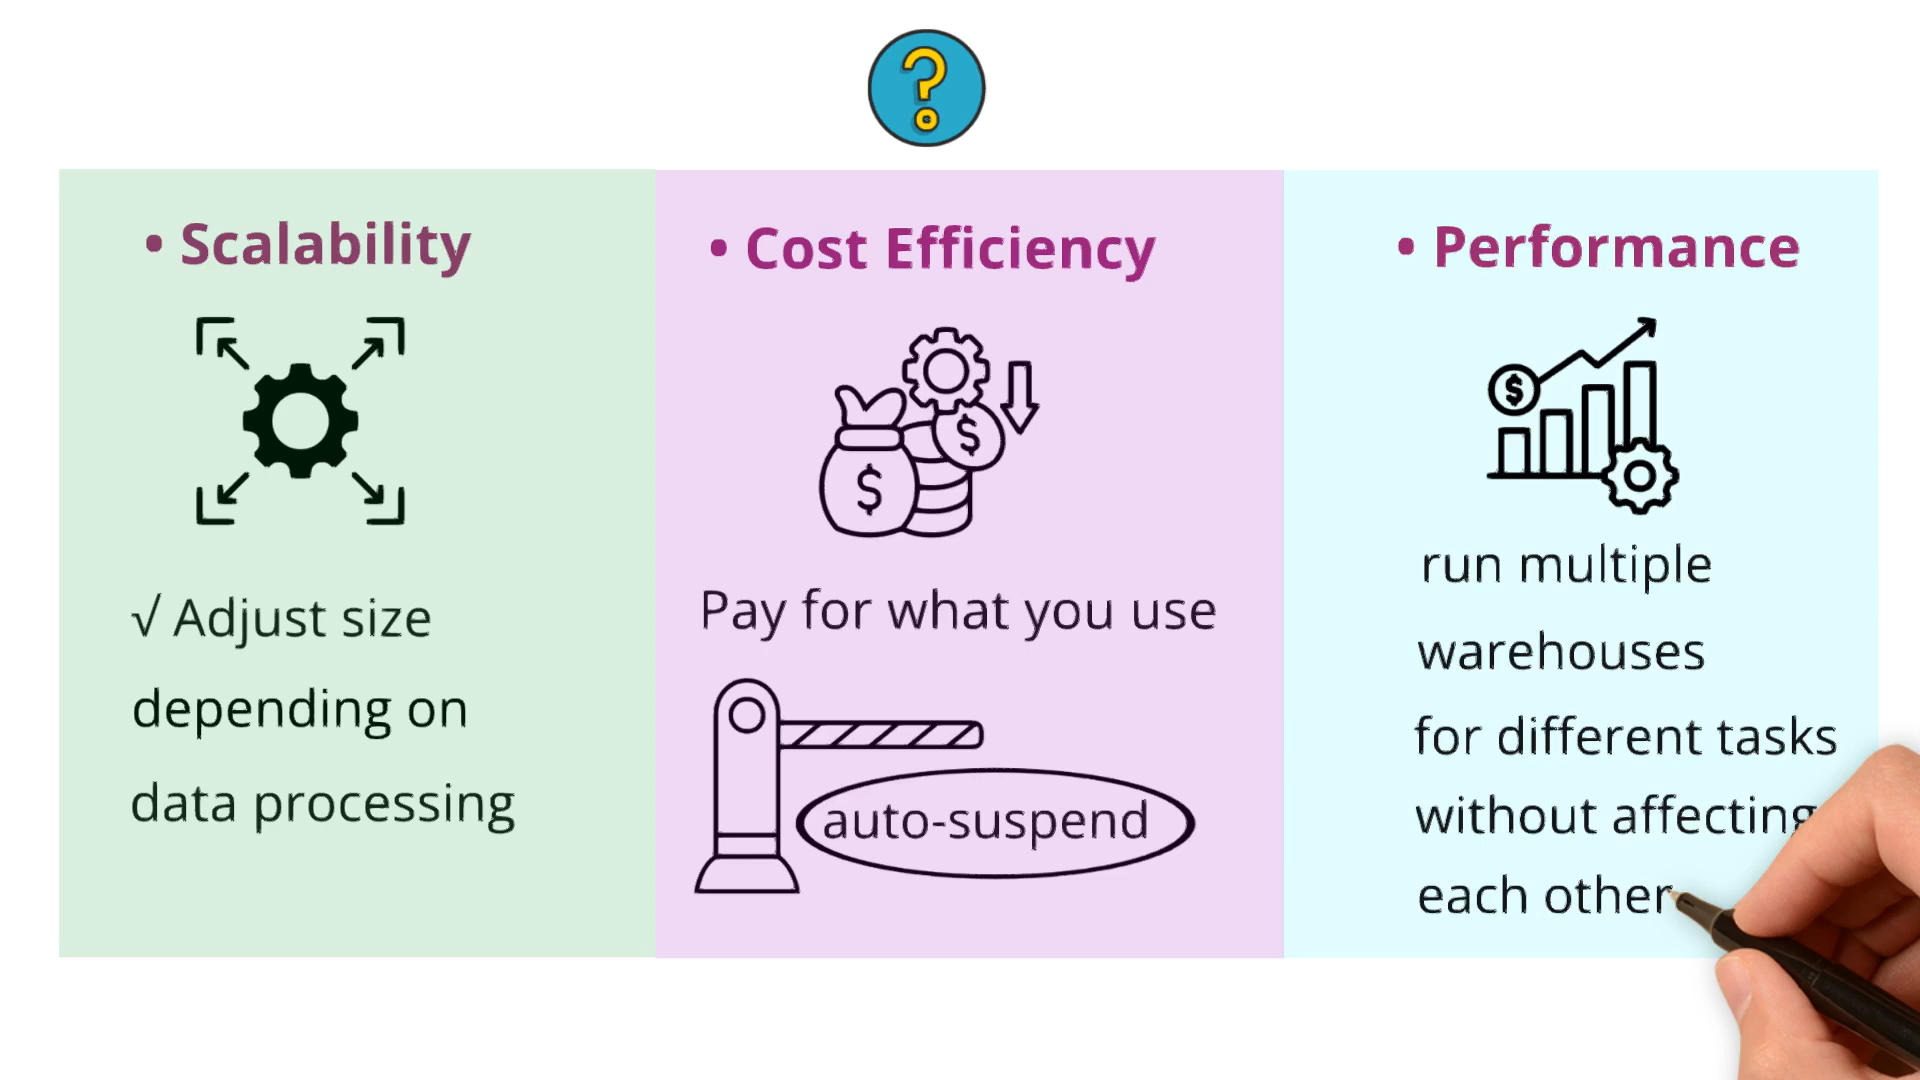 • Scalability
√ Adjust size
depending on
data processing
• Cost Efficiency
Pay for what you use
auto-suspend
• Performance
run multiple
warehouses
for different tasks
without affecting
each other